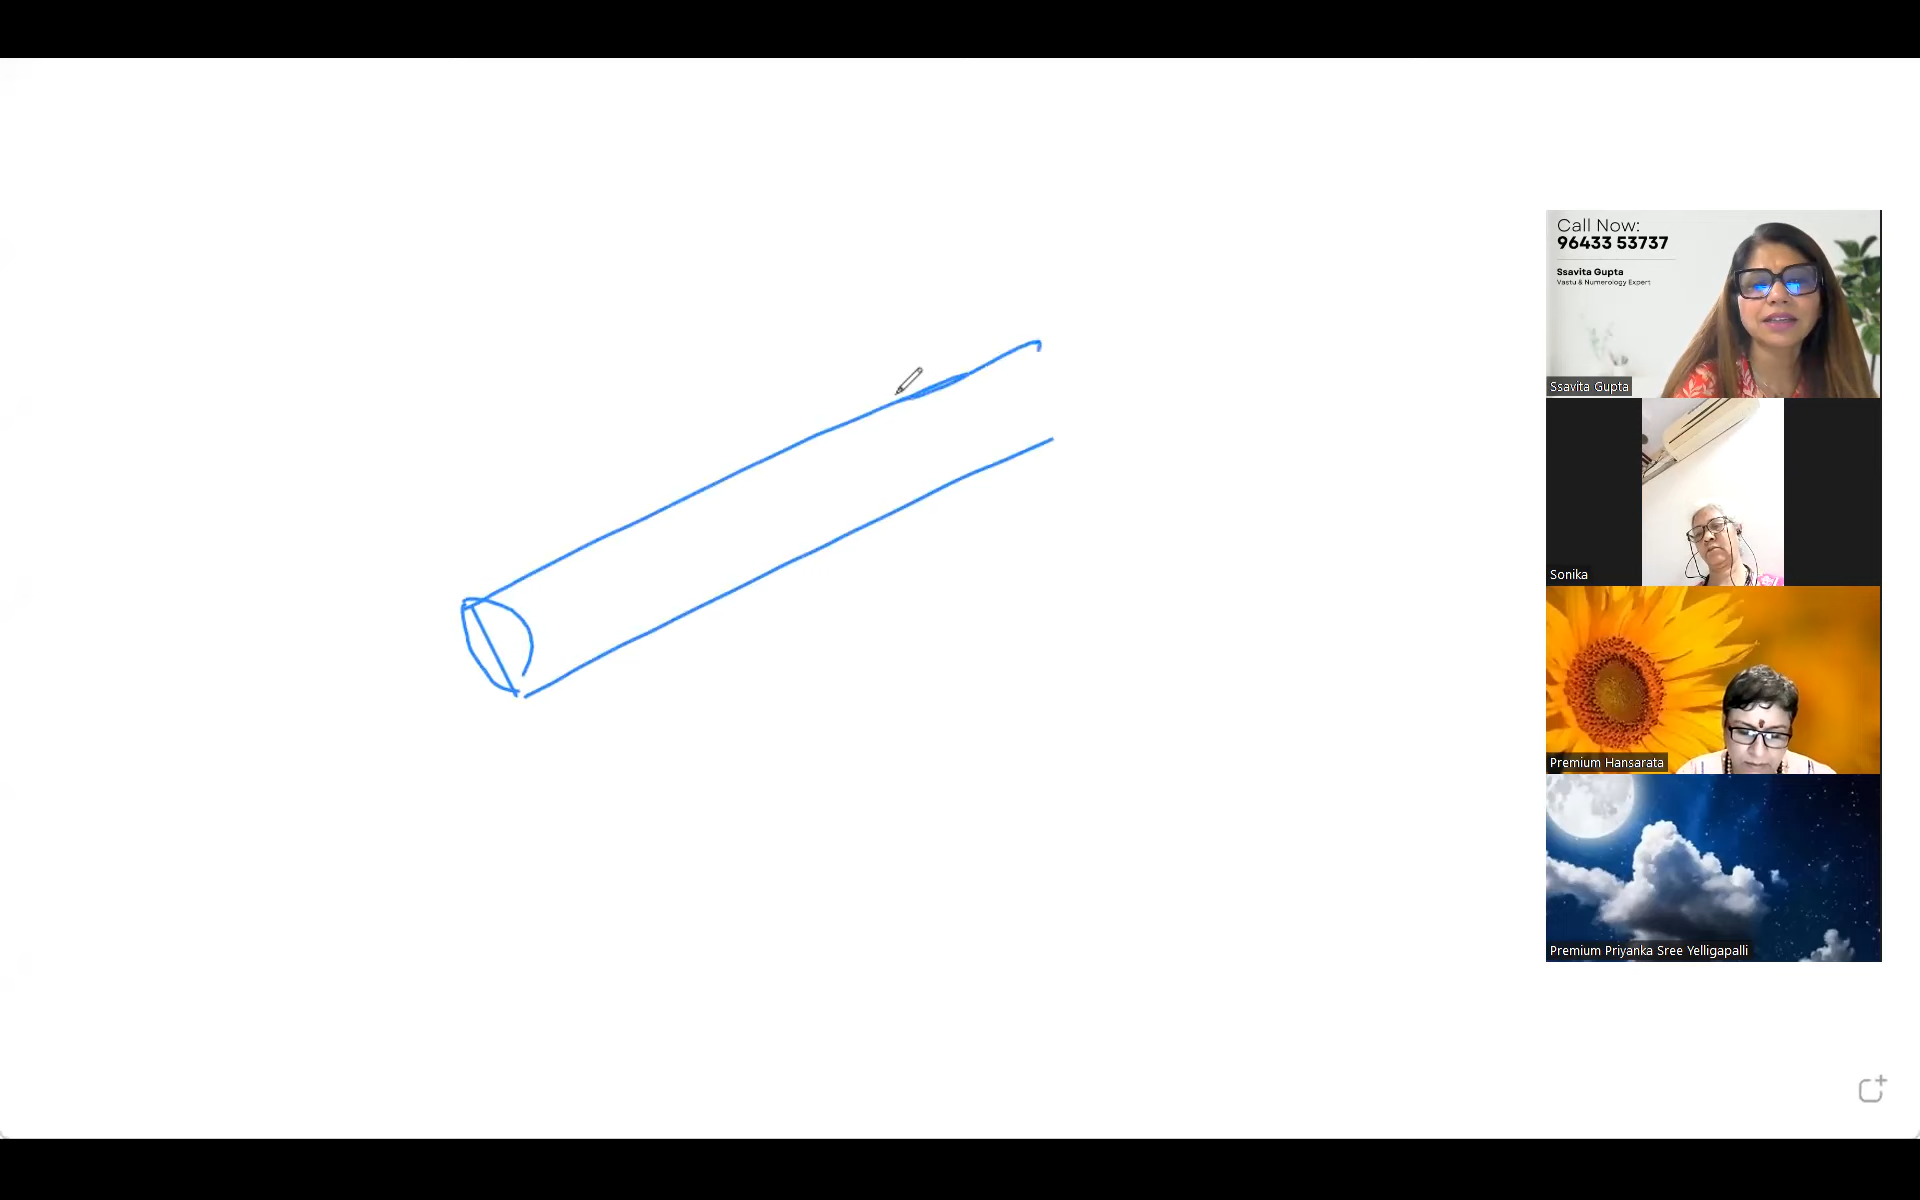 Call Now:
96433 53737
Ssavita Gupta
Vastu & Numerology Expert
Ssavita Gupta
Sonika
Premium Hansarata
Premium Priyanka Sree Yelligapalli